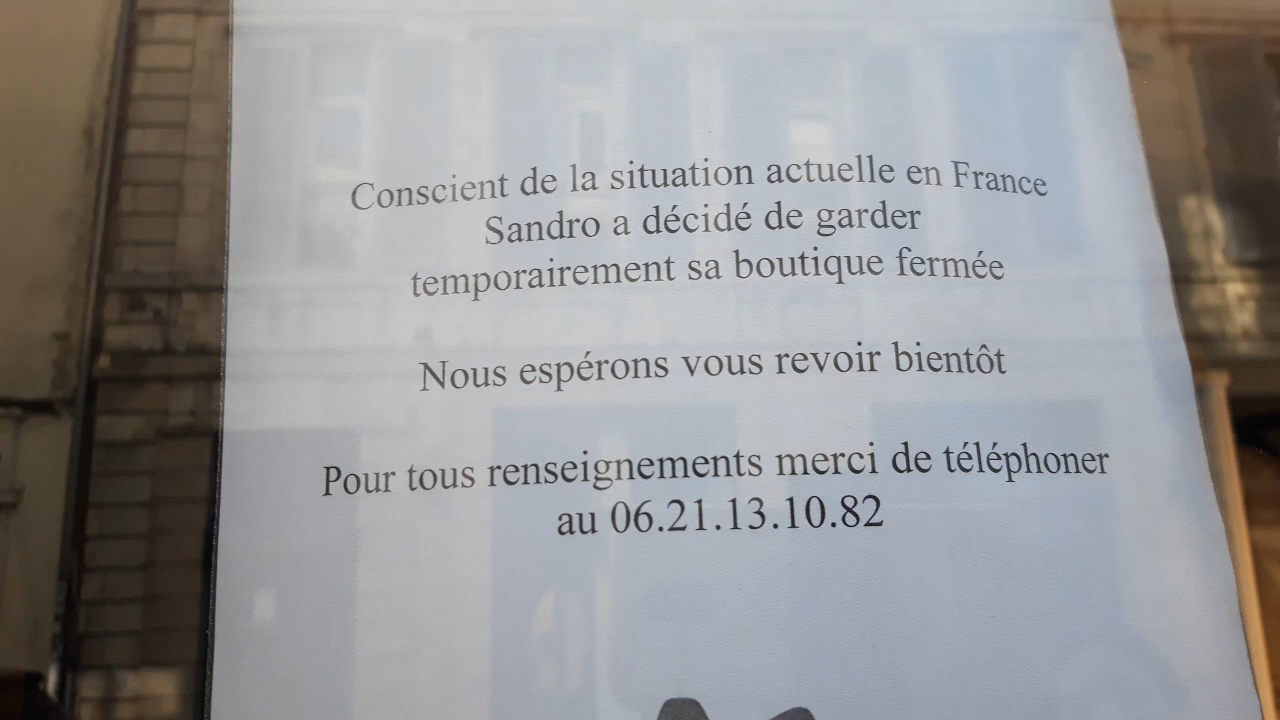 Conscient de la situation actuelle en France
Sandro a décidé de garder
temporairement sa boutique fermée
Nous espérons vous revoir bientôt
Pour tous renseignements merci de téléphoner
au 06.21.13.10.82